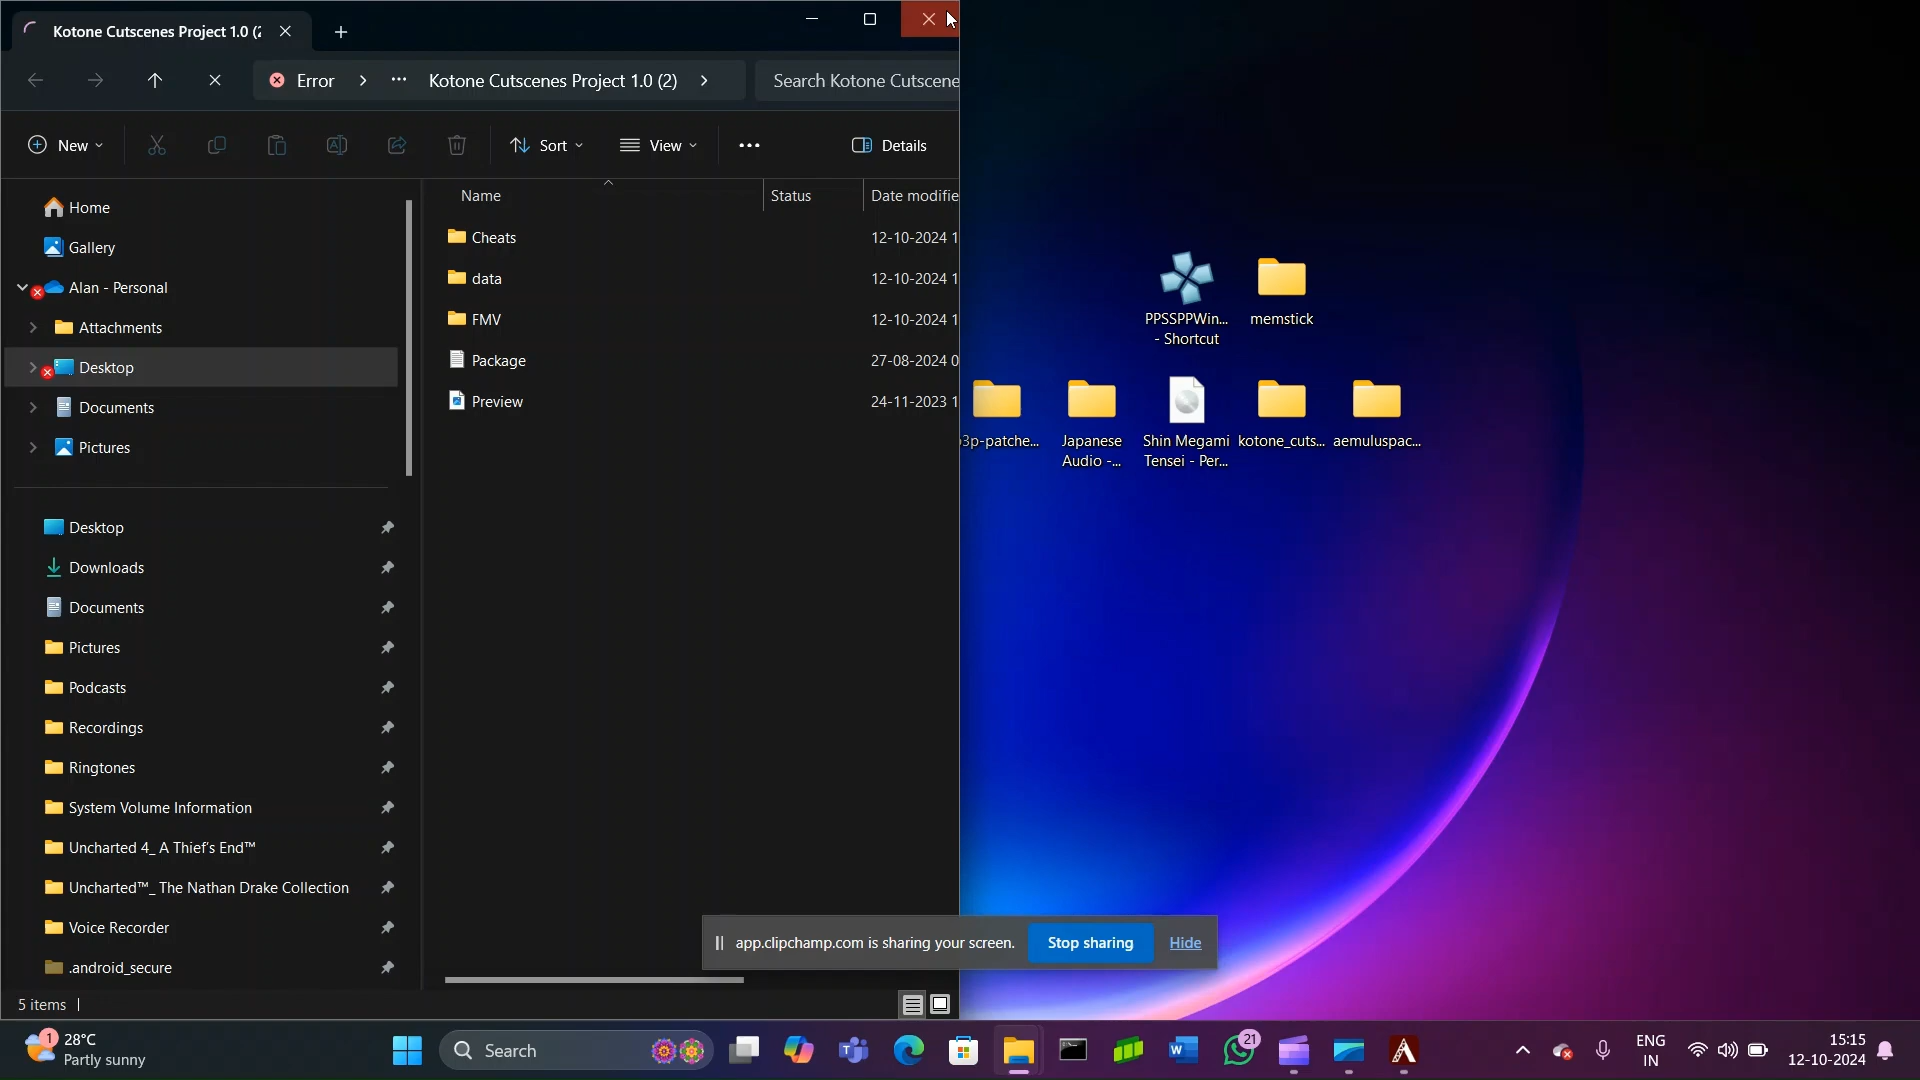 Kotone Cutscenes Project 1.0 (2
Error
Kotone Cutscenes Project 1.0 (2)
Search Kotone Cutscene
New
Sort
View
Details
Name
Status
Date modifie
Home
Gallery
Alan - Personal
Attachments
Desktop
Documents
Pictures
Desktop
Downloads
Documents
Pictures
Podcasts
Recordings
Ringtones
System Volume Information
Uncharted 4_ A Thief's End™
Uncharted™_ The Nathan Drake Collection
Voice Recorder
.android_secure
Cheats
12-10-2024 1
data
12-10-2024 1
FMV
12-10-2024 1
Package
27-08-2024 0
Preview
24-11-2023 1
PPSSPPWin...
- Shortcut
memstick
p3p-patche...
Japanese
Audio -...
Shin Megami
Tensei - Per...
kotone_cuts...
aemuluspac...
app.clipchamp.com is sharing your screen.
Stop sharing
Hide
5 items
1
28°C
Partly sunny
Search
21
ENG
IN
15:15
12-10-2024